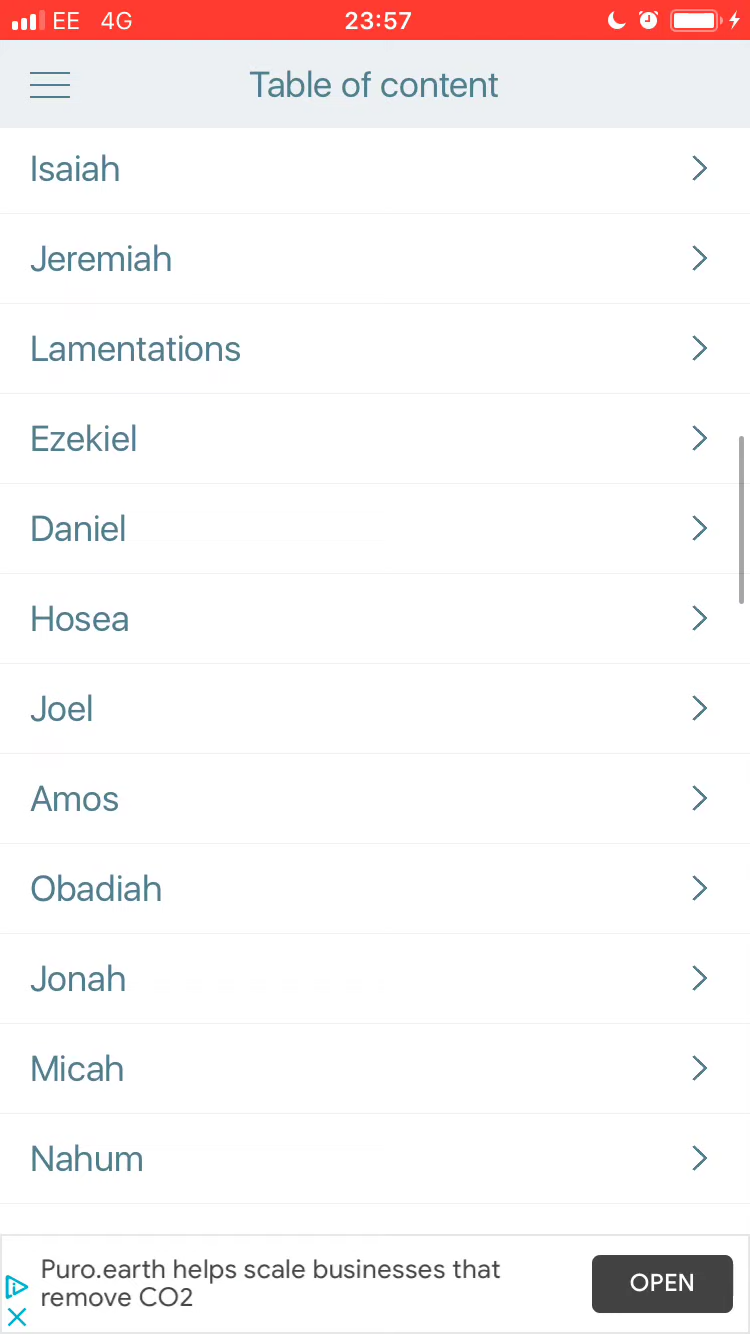 EE 4G 23:57
Table of content
Isaiah
Jeremiah
Lamentations
Ezekiel
Daniel
Hosea
Joel
Amos
Obadiah
Jonah
Micah
Nahum
Puro.earth helps scale businesses that
remove CO2
OPEN